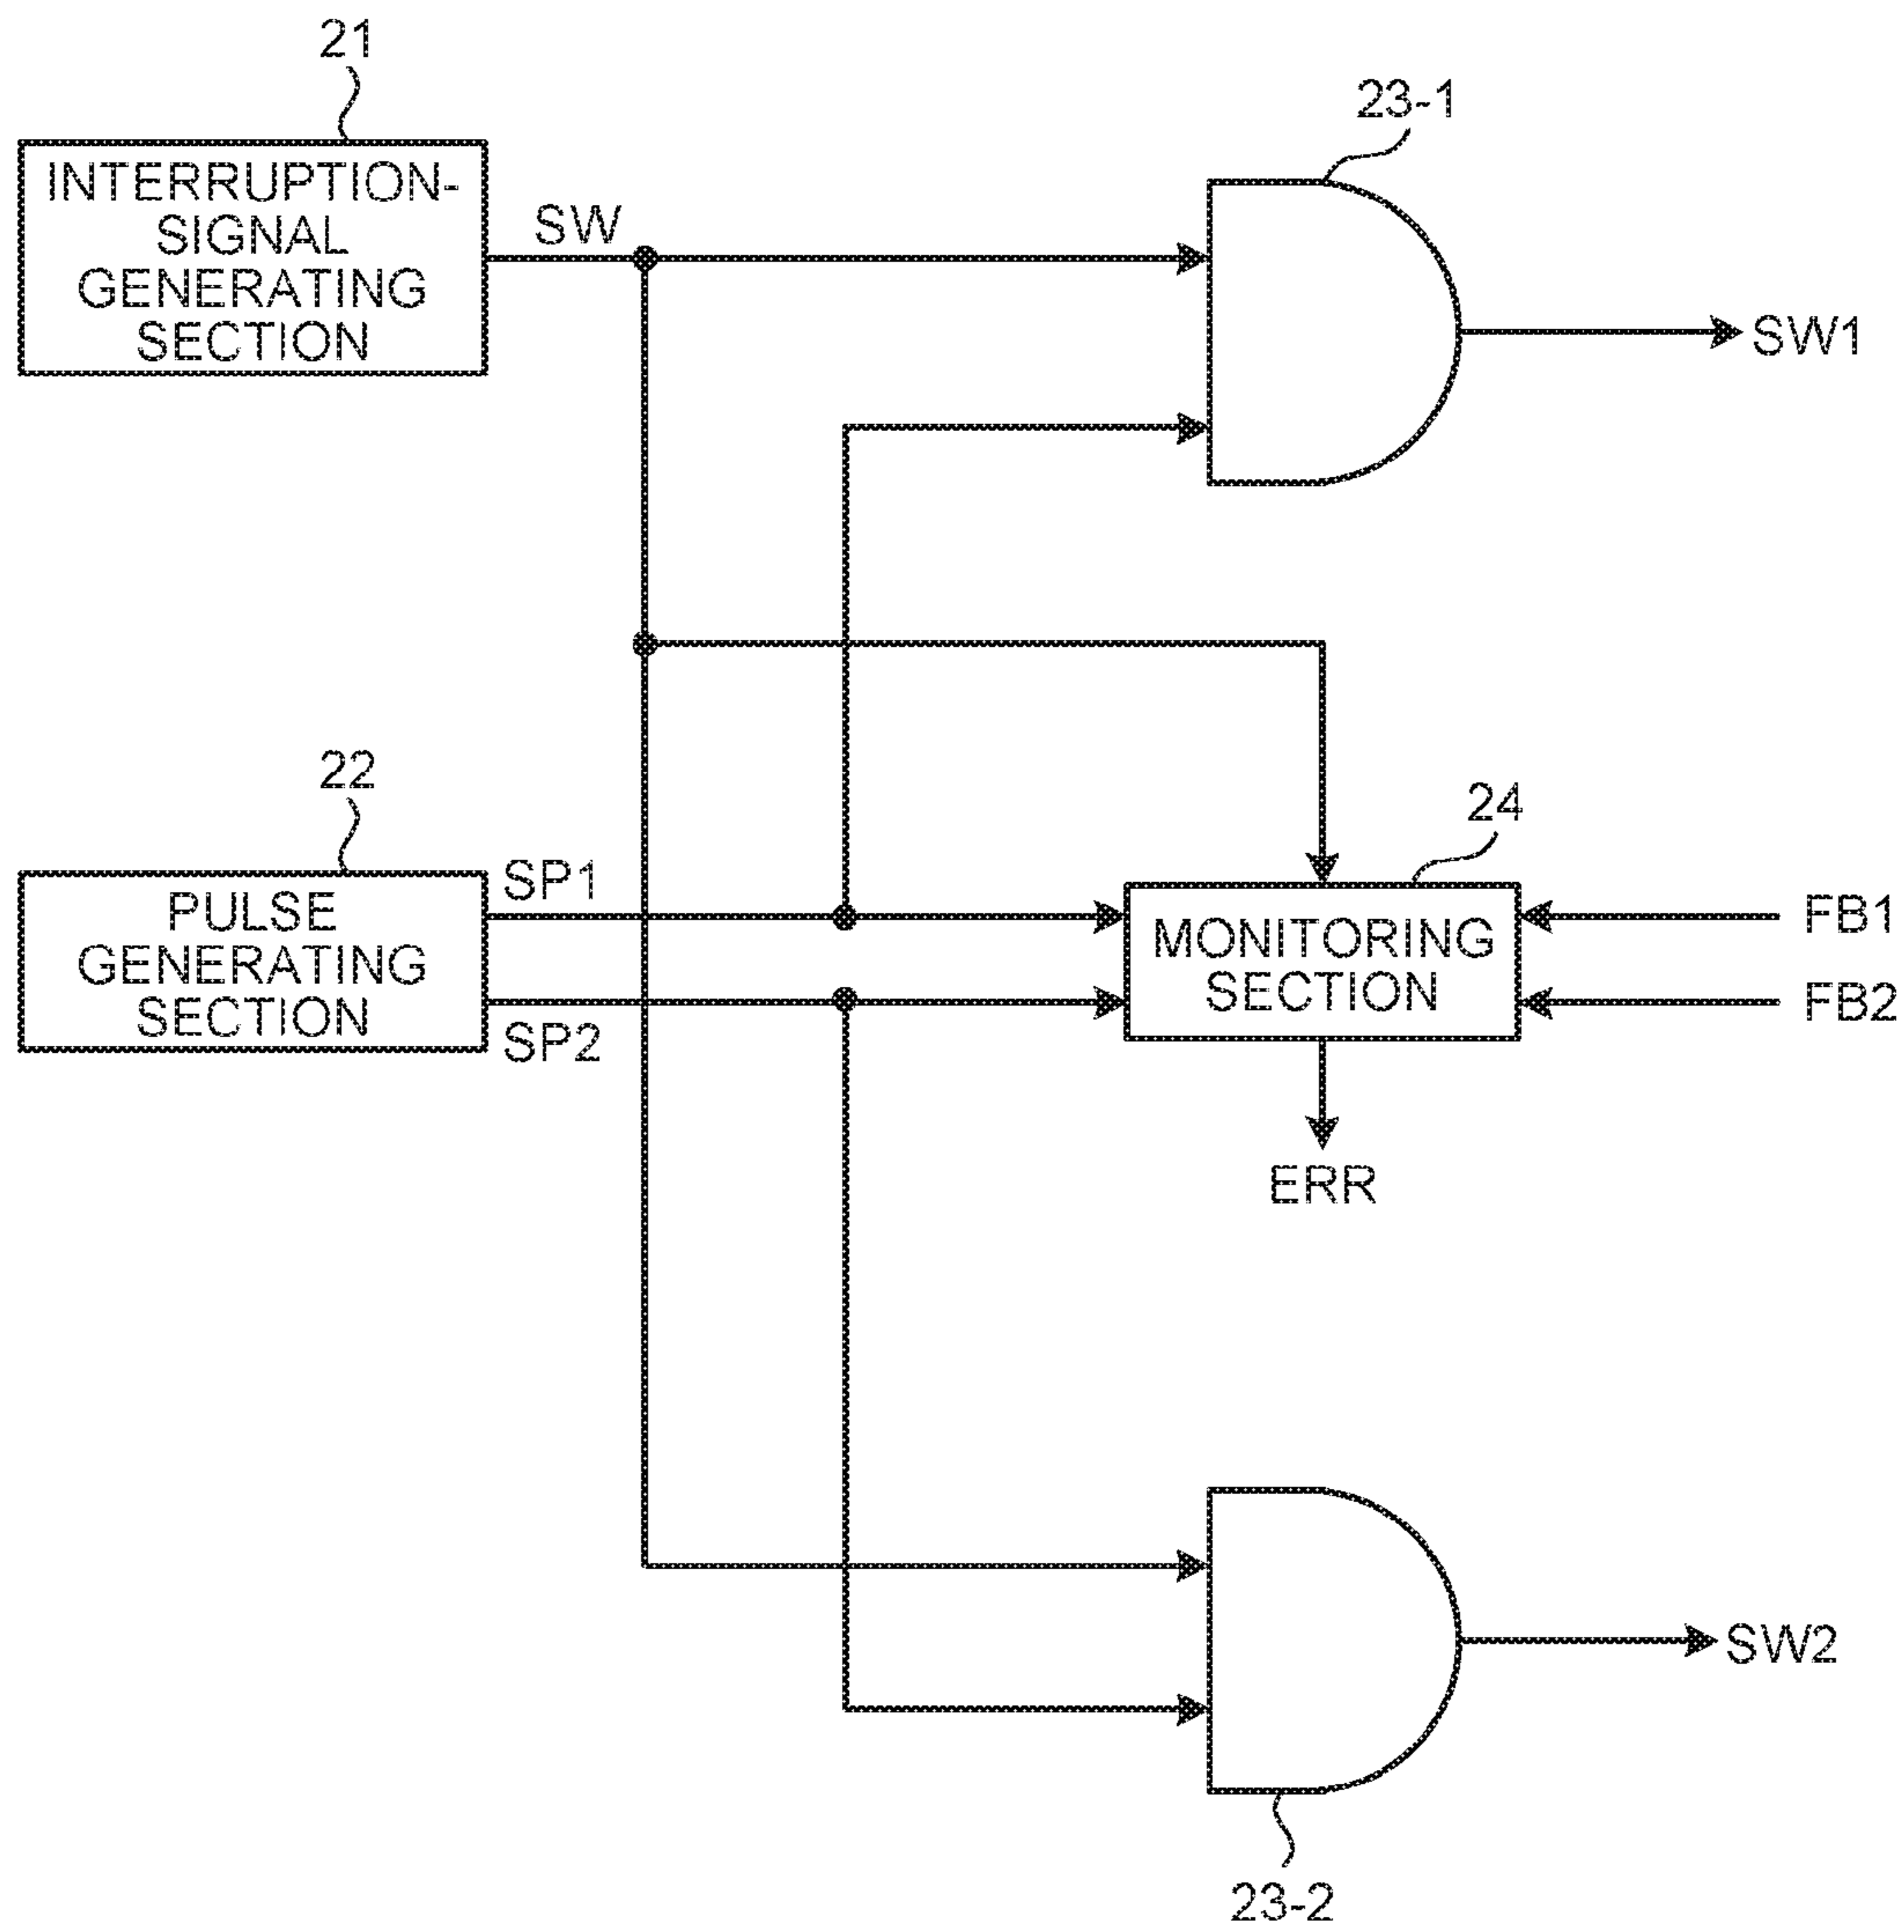 21
23-1
INTERRUPTION-
SIGNAL
GENERATING
SECTION
SW
SW1
22
24
PULSE
GENERATING
SECTION
SP1
SP2
MONITORING
SECTION
FB1
FB2
ERR
SW2
23-2